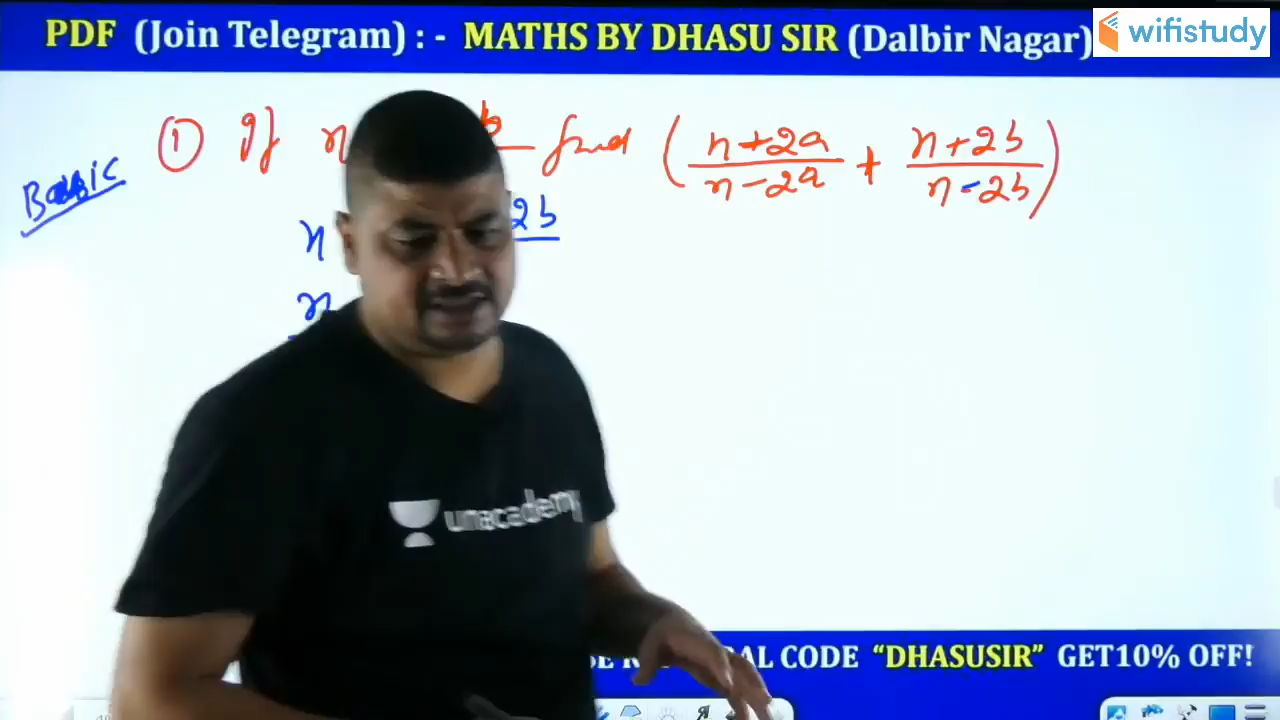 PDF (Join Telegram) : - MATHS BY DHASU SIR (Dalbir Nagar)
wifistudy
Basic
① If x b find (x+2a/x-2a + x+2b/x-2b)
x 2b
x
unacademy
AL CODE “DHASUSIR” GET10% OFF!